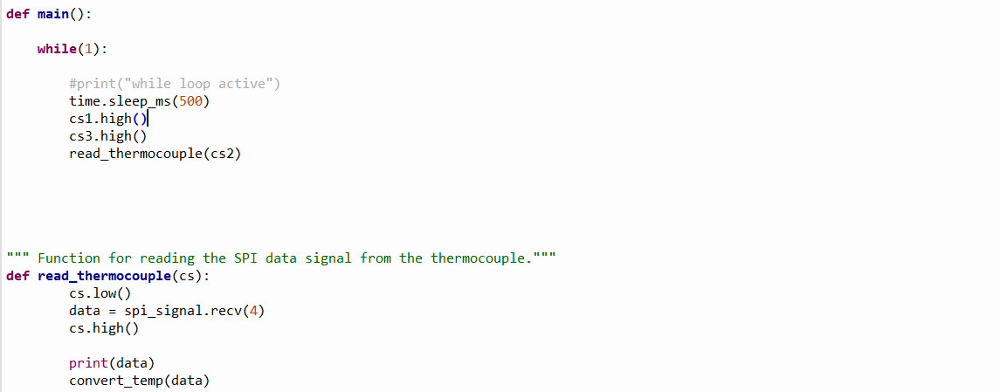 def main():
while(1):
#print("while loop active")
time.sleep_ms(500)
cs1.high()
cs3.high()
read_thermocouple(cs2)
""" Function for reading the SPI data signal from the thermocouple."""
def read_thermocouple(cs):
cs.low()
data = spi_signal.recv(4)
cs.high()
print(data)
convert_temp(data)